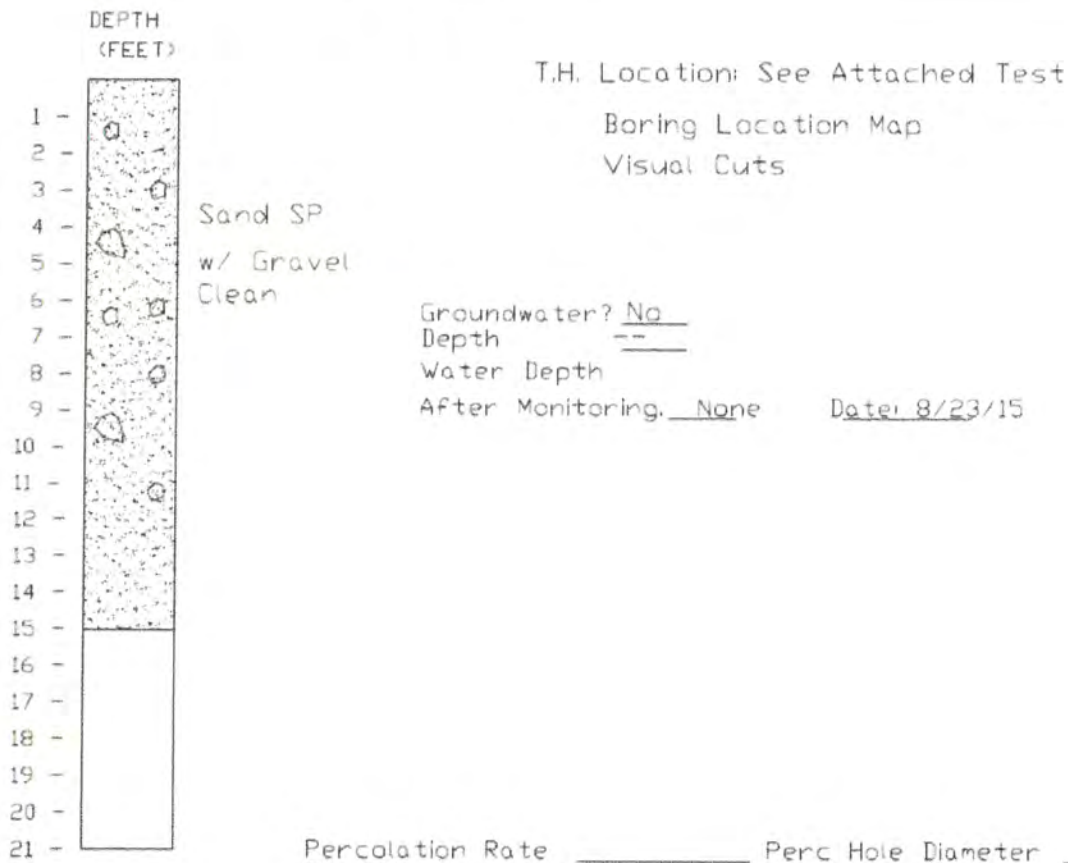 DEPTH
(FEET)
T.H. Location: See Attached Test
Boring Location Map
Visual Cuts
1 -
2 -
3 -
4 -
5 -
6 -
7 -
8 -
9 -
10 -
11 -
12 -
13 -
14 -
15 -
16 -
17 -
18 -
19 -
20 -
21 -
Sand SP
w/ Gravel
Clean
Groundwater? No
Depth --
Water Depth
After Monitoring. None Date: 8/23/15
Percolation Rate ________ Perc Hole Diameter